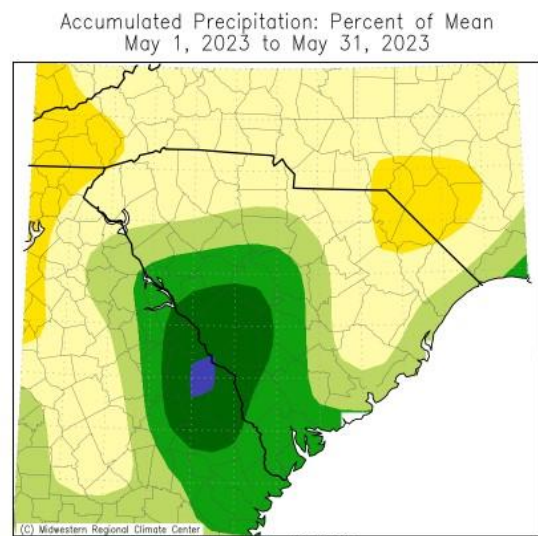 Accumulated Precipitation: Percent of Mean
May 1, 2023 to May 31, 2023
(C) Midwestern Regional Climate Center